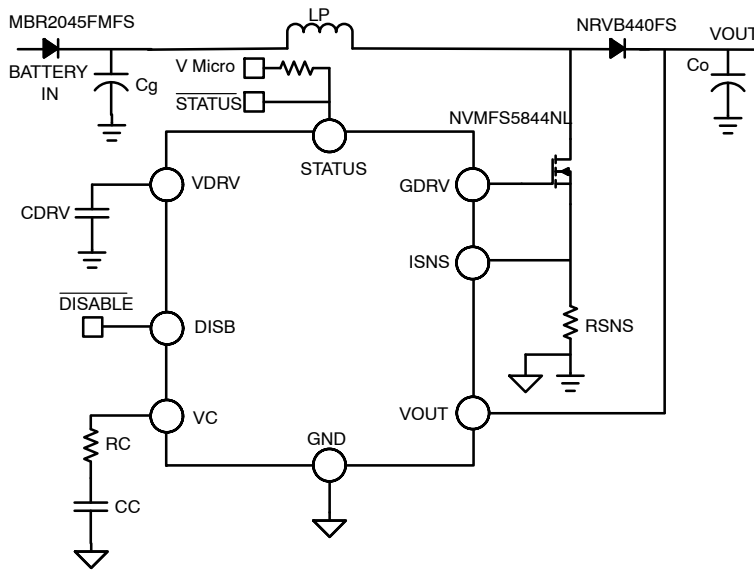 LP
MBR2045FMFS
NRVB440FS
VOUT
BATTERY
IN
Cg
V Micro
Co
STATUS
NVMFS5844NL
STATUS
VDRV
GDRV
CDRV
ISNS
DISABLE
DISB
RSNS
VC
VOUT
GND
RC
CC